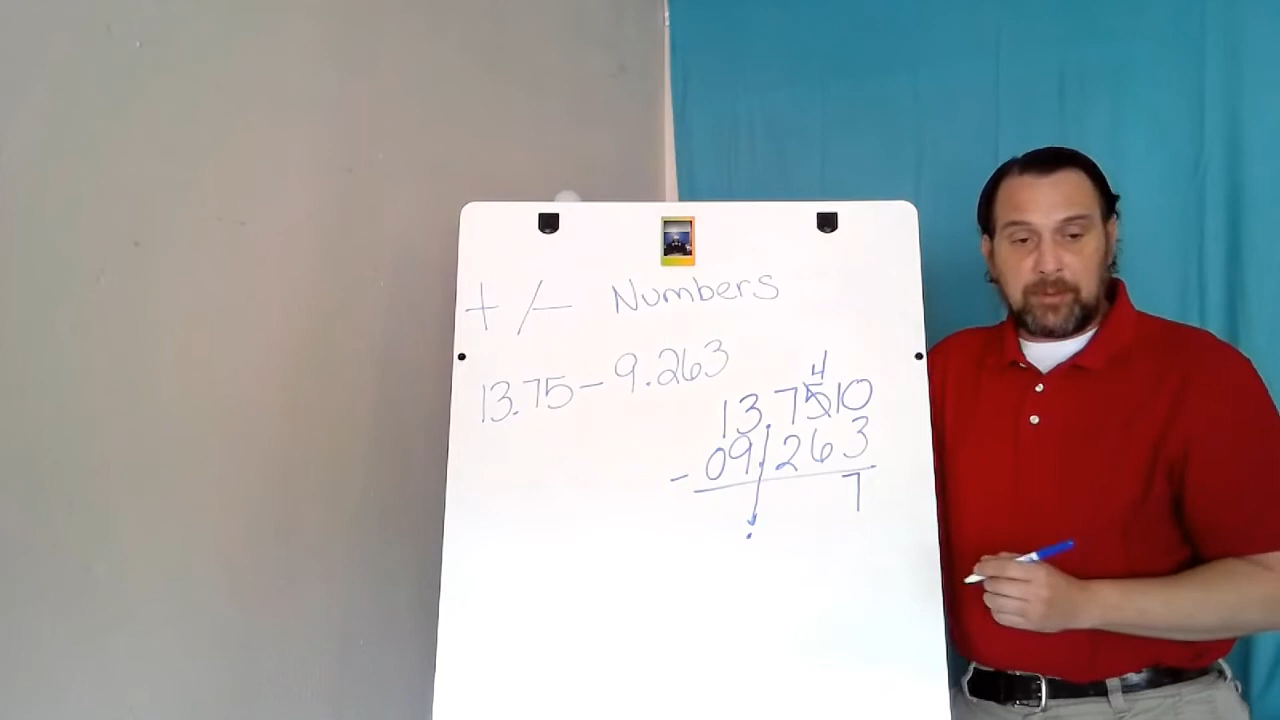 +/- Numbers
13.75 - 9.263
4
13.7510
- 09.263
7
.